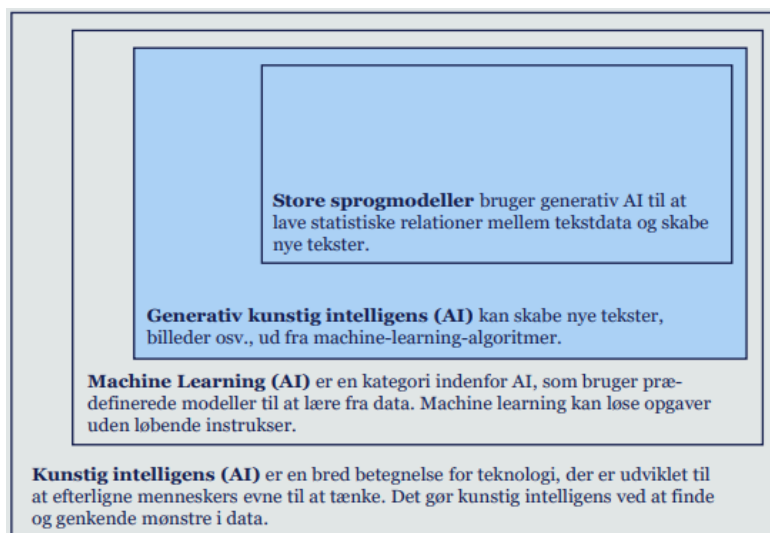 Store sprogmodeller bruger generativ AI til at
lave statistiske relationer mellem tekstdata og skabe
nye tekster.
Generativ kunstig intelligens (AI) kan skabe nye tekster,
billeder osv., ud fra machine-learning-algoritmer.
Machine Learning (AI) er en kategori indenfor AI, som bruger præ-
definerede modeller til at lære fra data. Machine learning kan løse opgaver
uden løbende instrukser.
Kunstig intelligens (AI) er en bred betegnelse for teknologi, der er udviklet til
at efterligne menneskers evne til at tænke. Det gør kunstig intelligens ved at finde
og genkende mønstre i data.